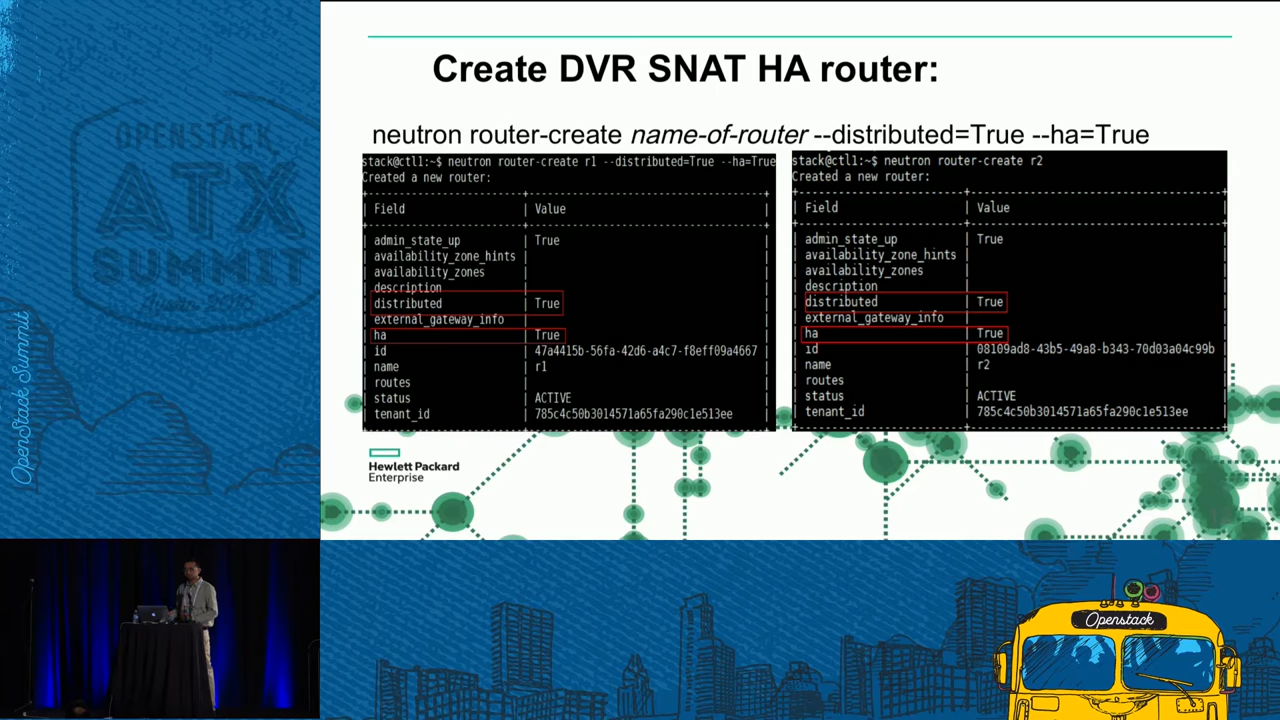 Create DVR SNAT HA router:
neutron router-create name-of-router --distributed=True --ha=True
stack@ctl1:~$ neutron router-create r1 --distributed=True --ha=True
Created a new router:
Field | Value
admin_state_up | True
availability_zone_hints |
availability_zones |
description |
distributed | True
external_gateway_info |
ha | True
id | 47a4415b-56fa-42d6-a4c7-f8eff09a4667
name | r1
routes |
status | ACTIVE
tenant_id | 785c4c50b3014571a65fa290c1e513ee
stack@ctl1:~$ neutron router-create r2
Created a new router:
Field | Value
admin_state_up | True
availability_zone_hints |
availability_zones |
description |
distributed | True
external_gateway_info |
ha | True
id | 08109ad8-43b5-49a8-b343-70d03a04c99b
name | r2
routes |
status | ACTIVE
tenant_id | 785c4c50b3014571a65fa290c1e513ee
Hewlett Packard
Enterprise
OPENSTACK
ATX
SUMMIT
OpenStack Summit
Openstack